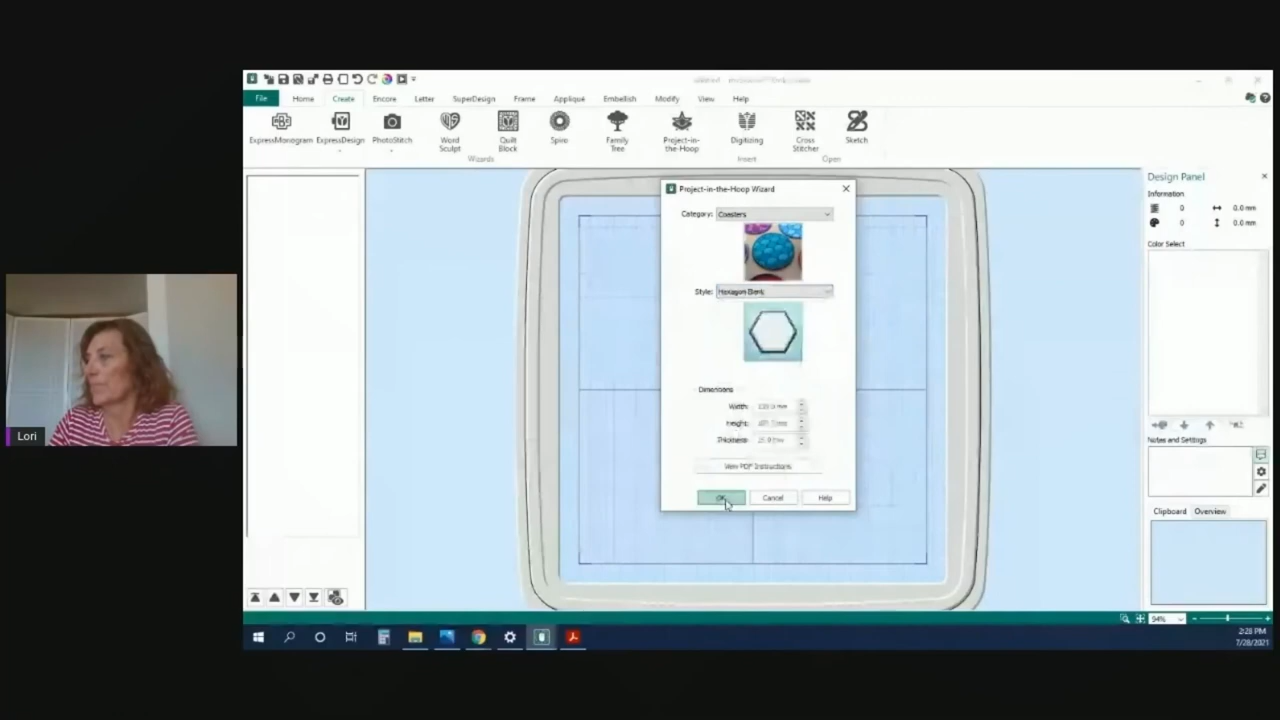 File Home Create Encore Letter SuperDesign Frame Appliqué Embellish Modify View Help
ExpressMonogram ExpressDesign PhotoStitch Word Sculpt Quilt Block Spiro Family Tree Project-in-the-Hoop Digitizing Cross Stitcher Sketch
Wizards Insert Open
Project-in-the-Hoop Wizard
Category: Coasters
Style: Hexagon
Dimensions
Width:
Height:
Thickness:
View PDF Instructions
OK Cancel Help
Design Panel
Information
0 0.0 mm
0 0.0 mm
Color Select
Notes and Settings
Clipboard Overview
Lori
94%
2:28 PM
7/28/2021